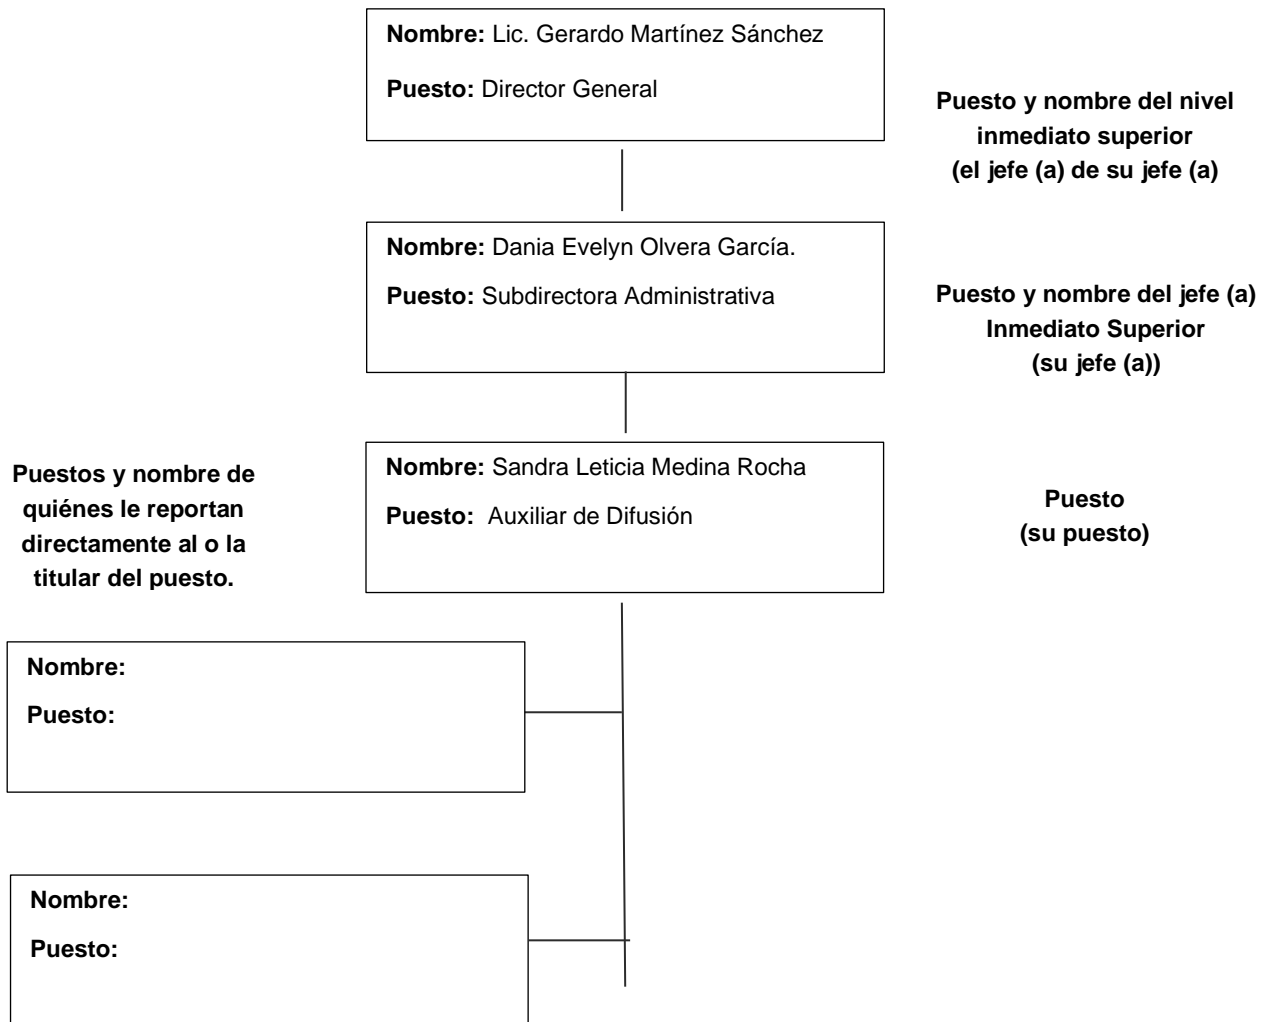 Nombre: Lic. Gerardo Martínez Sánchez
Puesto: Director General
Puesto y nombre del nivel
inmediato superior
(el jefe (a) de su jefe (a)
Nombre: Dania Evelyn Olvera García.
Puesto: Subdirectora Administrativa
Puesto y nombre del jefe (a)
Inmediato Superior
(su jefe (a))
Nombre: Sandra Leticia Medina Rocha
Puesto: Auxiliar de Difusión
Puesto
(su puesto)
Puestos y nombre de
quiénes le reportan
directamente al o la
titular del puesto.
Nombre:
Puesto:
Nombre:
Puesto: